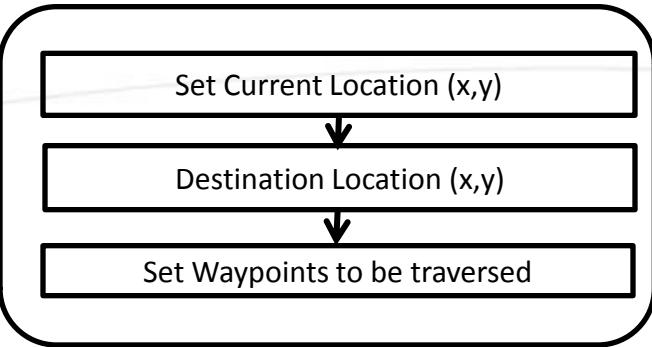 Set Current Location (x,y)
Destination Location (x,y)
Set Waypoints to be traversed